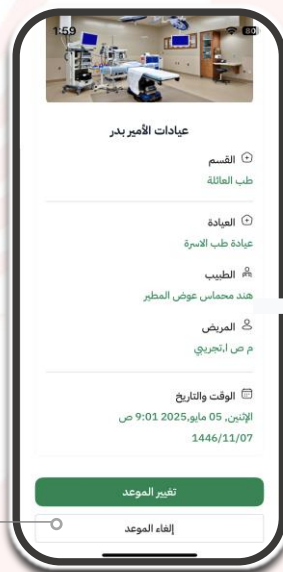 1:59
80
عيادات الأمير بدر
القسم
طب العائلة
العيادة
عيادة طب الاسرة
الطبيب
هند محماس عوض المطير
المريض
م ص ا,تجريبي
الوقت والتاريخ
الإثنين, 05 مايو,2025 9:01 ص
1446/11/07
تغيير الموعد
إلغاء الموعد